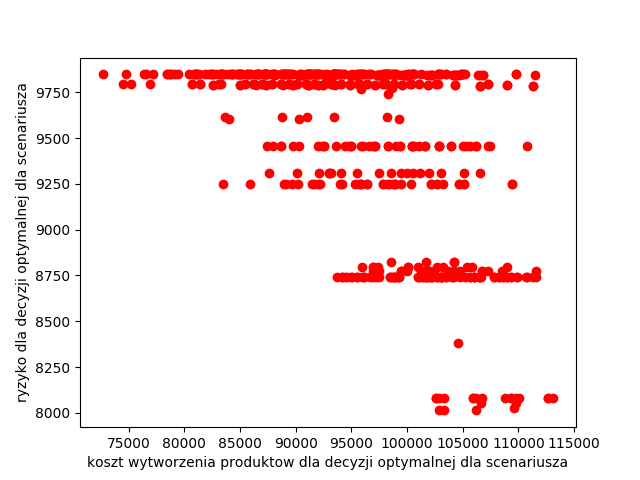 ryzyko dla decyzji optymalnej dla scenariusza
9750
9500
9250
9000
8750
8500
8250
8000
75000 80000 85000 90000 95000 100000 105000 110000 115000
koszt wytworzenia produktow dla decyzji optymalnej dla scenariusza